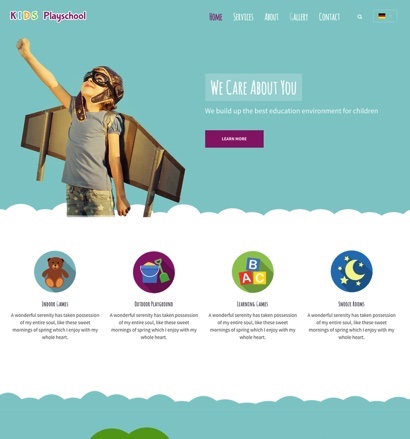 KIDS Playschool
Home Services About Gallery Contact
We Care About You
We build up the best education environment for children
LEARN MORE
Indoor Games
A wonderful serenity has taken possession
of my entire soul, like these sweet
mornings of spring which I enjoy with my
whole heart.
Outdoor Playground
A wonderful serenity has taken possession
of my entire soul, like these sweet
mornings of spring which I enjoy with my
whole heart.
B
A C
Learning Games
A wonderful serenity has taken possession
of my entire soul, like these sweet
mornings of spring which I enjoy with my
whole heart.
Snooze Rooms
A wonderful serenity has taken possession
of my entire soul, like these sweet
mornings of spring which I enjoy with my
whole heart.